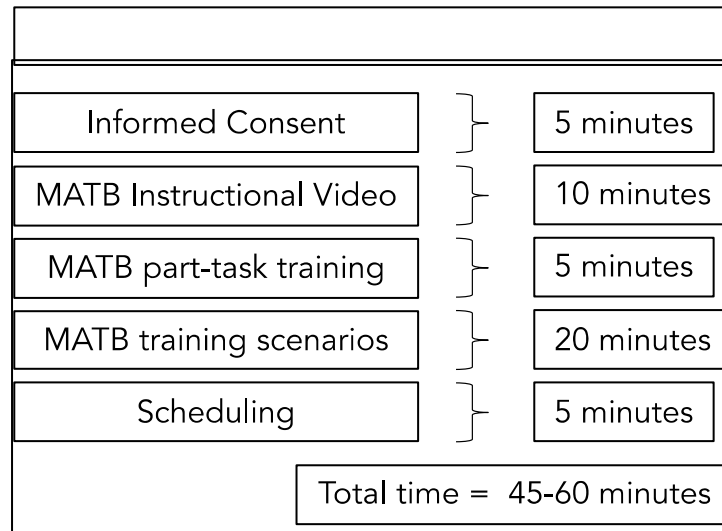 Informed Consent 5 minutes
MATB Instructional Video 10 minutes
MATB part-task training 5 minutes
MATB training scenarios 20 minutes
Scheduling 5 minutes
Total time = 45-60 minutes